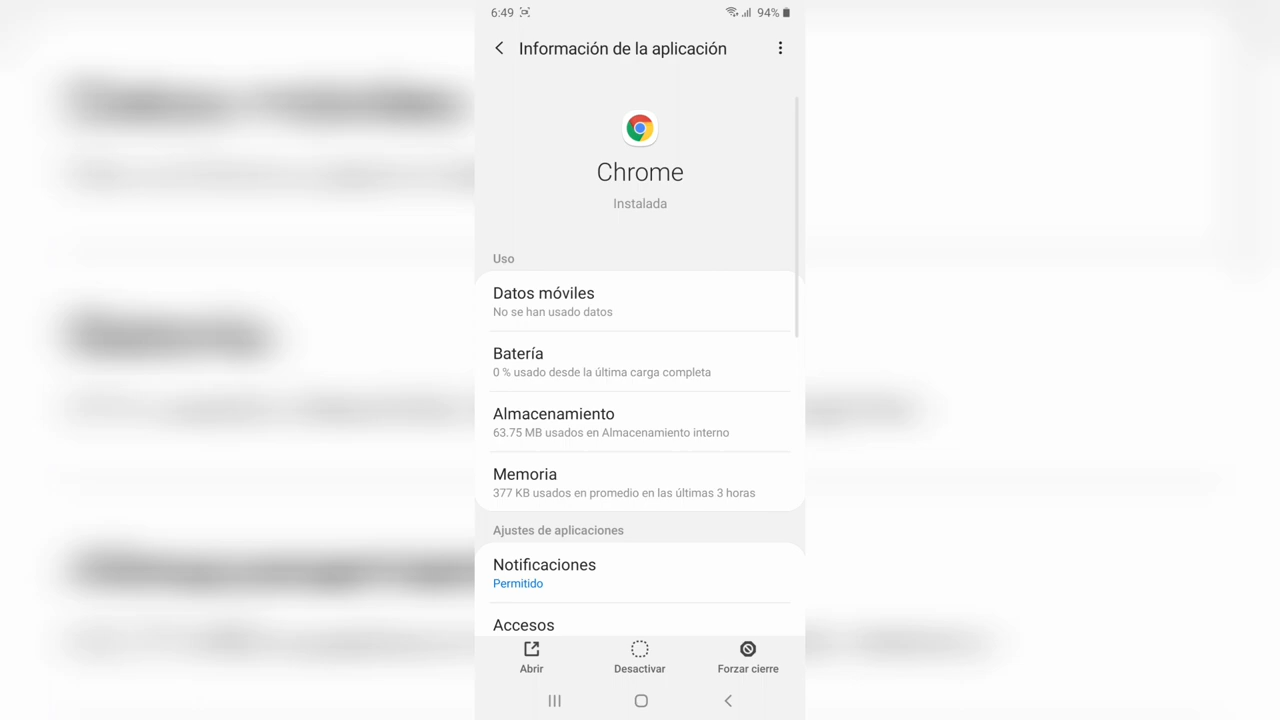 6:49 94%
Información de la aplicación
Chrome
Instalada
Uso
Datos móviles
No se han usado datos
Batería
0 % usado desde la última carga completa
Almacenamiento
63.75 MB usados en Almacenamiento interno
Memoria
377 KB usados en promedio en las últimas 3 horas
Ajustes de aplicaciones
Notificaciones
Permitido
Accesos
Abrir Desactivar Forzar cierre